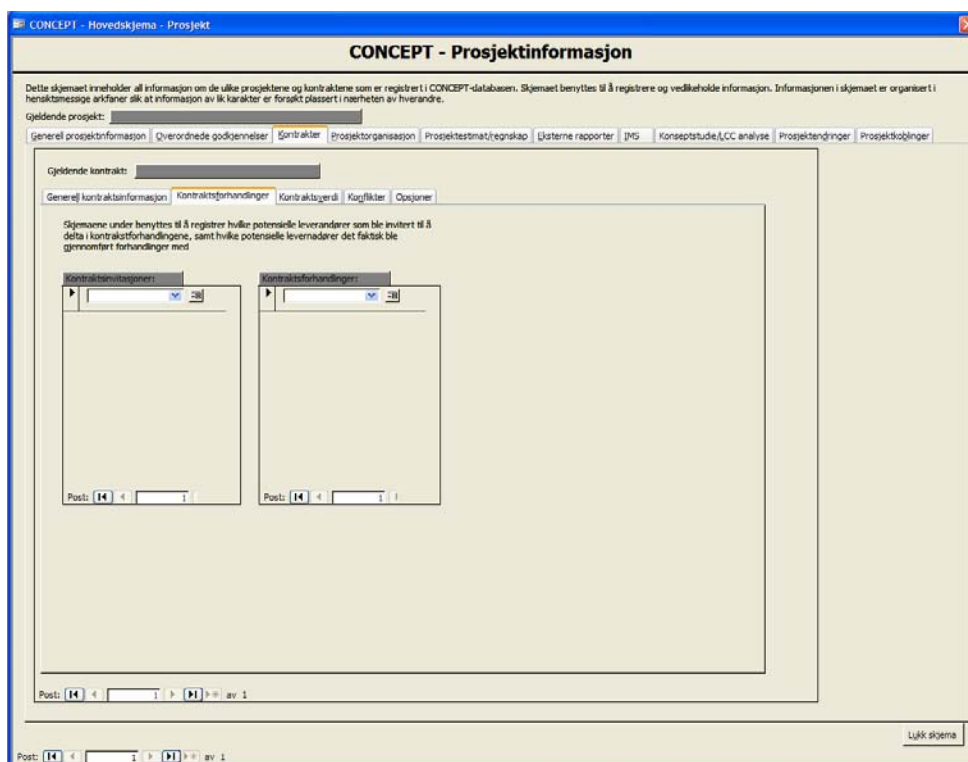 CONCEPT - Hovedskjema - Prosjekt
CONCEPT - Prosjektinformasjon
Dette skjemaet inneholder all informasjon om de ulike prosjektene og kontraktene som er registrert i CONCEPT-databasen. Skjemaet benyttes til å registrere og vedlikeholde informasjon. Informasjonen i skjemaet er organisert i
hensiktsmessige arkfaner slik at informasjon av lik karakter er forsøkt plassert i nærheten av hverandre.
Gjeldende prosjekt:
Generell prosjektinformasjon Overordnede godkjennelser Kontrakter Prosjektorganisasjon Prosjektestimat/regnskap Eksterne rapporter IMS Konseptstudie/LCC analyse Prosjektendringer Prosjektkoblinger
Gjeldende kontrakt:
Generell kontraktsinformasjon Kontraktsforhandlinger Kontraktsverdi Konflikter Opsjoner
Skjemaene under benyttes til å registrer hvilke potensielle leverandører som ble invitert til å
delta i kontrakstforhandlingene, samt hvilke potensielle levernadører det faktisk ble
gjennomført forhandlinger med
Kontraktsinvitasjoner: Kontraktsforhandlinger:
Post: 1 Post: 1
Post: 1 av 1
Lukk skjema
Post: 1 av 1